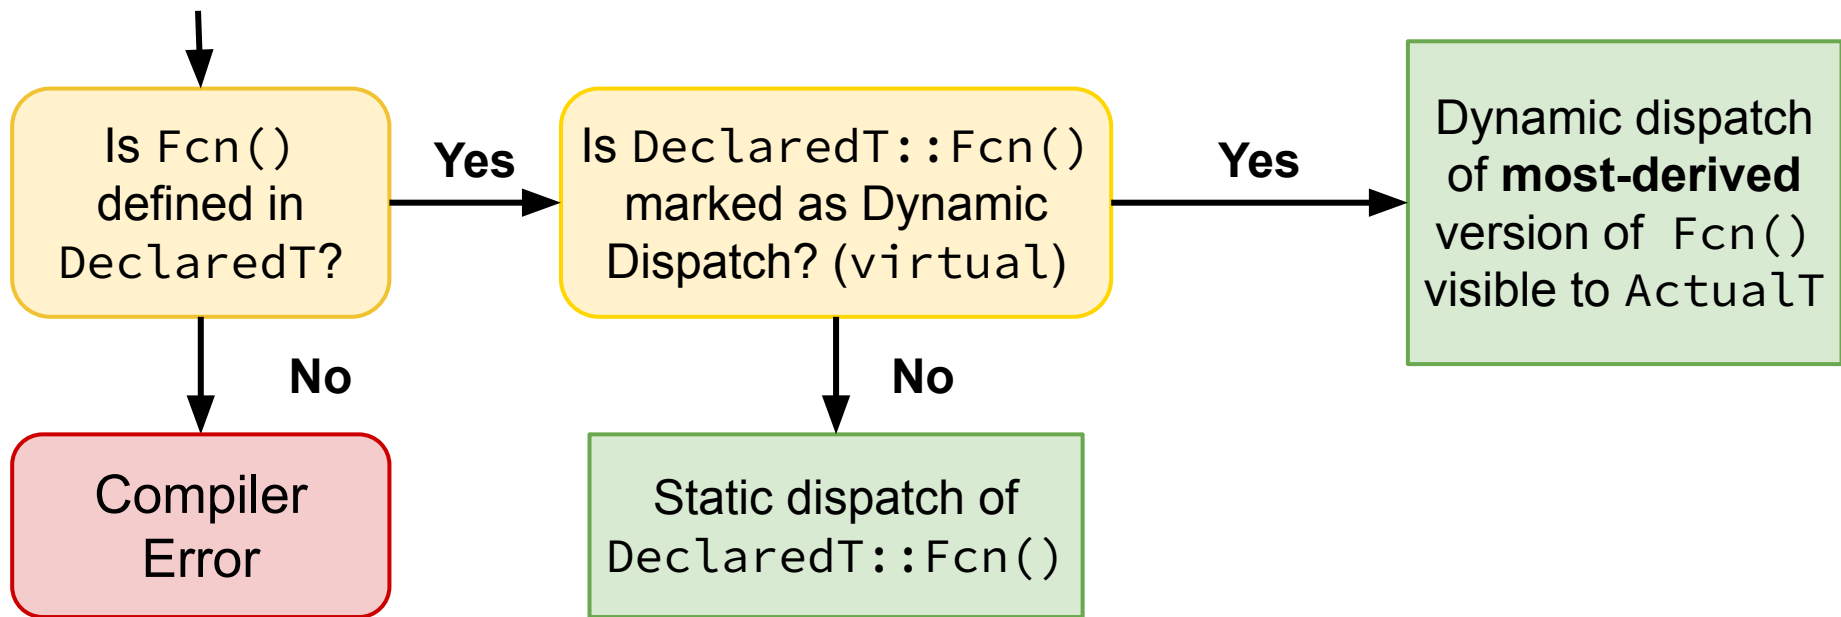 Is Fcn()
defined in
DeclaredT?
Yes
Is DeclaredT::Fcn()
marked as Dynamic
Dispatch? (virtual)
Yes
Dynamic dispatch
of most-derived
version of Fcn()
visible to ActualT
No
No
Compiler
Error
Static dispatch of
DeclaredT::Fcn()